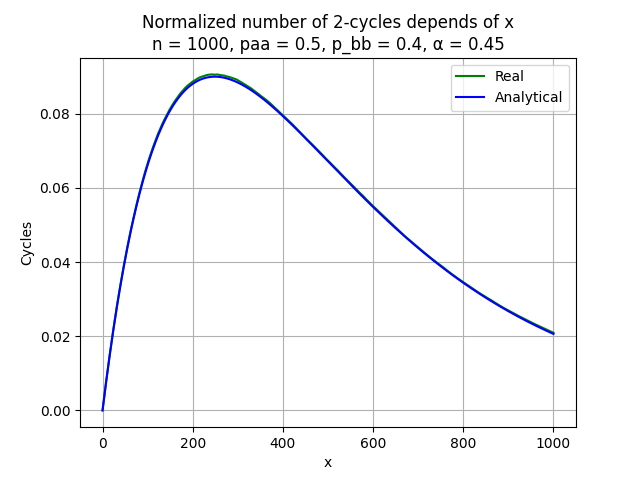 Normalized number of 2-cycles depends of x
n = 1000, paa = 0.5, p_bb = 0.4, α = 0.45
Real
Analytical
Cycles
0.08
0.06
0.04
0.02
0.00
0 200 400 600 800 1000
x